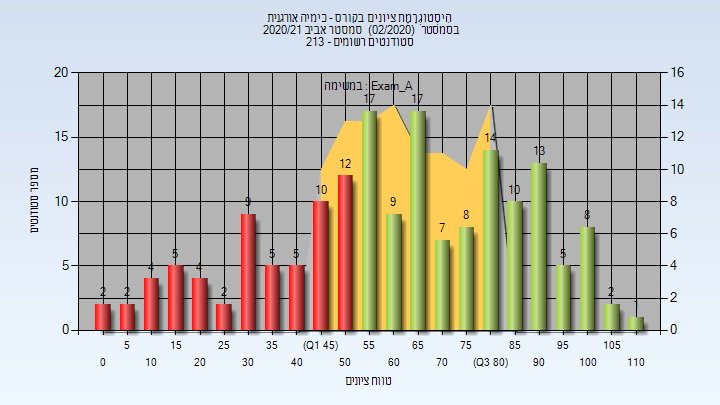 היסטוגרמת ציונים בקורס - כימיה אורגנית
בסמסטר (02/2020) סמסטר אביב 2020/21
סטודנטים רשומים - 213
במשימה : Exam_A
מספר סטודנטים
20
15
10
5
0
16
14
12
10
8
6
4
2
0
2 2 4 5 4 2 9 5 5 10 12 17 9 17 7 8 14 10 13 5 8 2
5 15 25 35 (Q1 45) 55 65 75 85 95 105
0 10 20 30 40 50 60 70 (Q3 80) 90 100 110
טווח ציונים